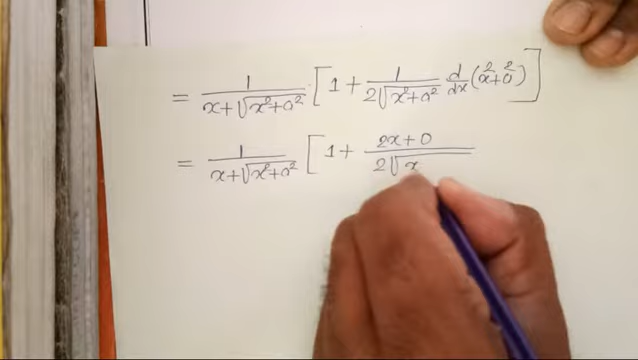 = 1/(x+√(x²+a²)) [1 + 1/(2√(x²+a²)) d/dx (x²+a²)]
= 1/(x+√(x²+a²)) [1 + (2x+0)/(2√x